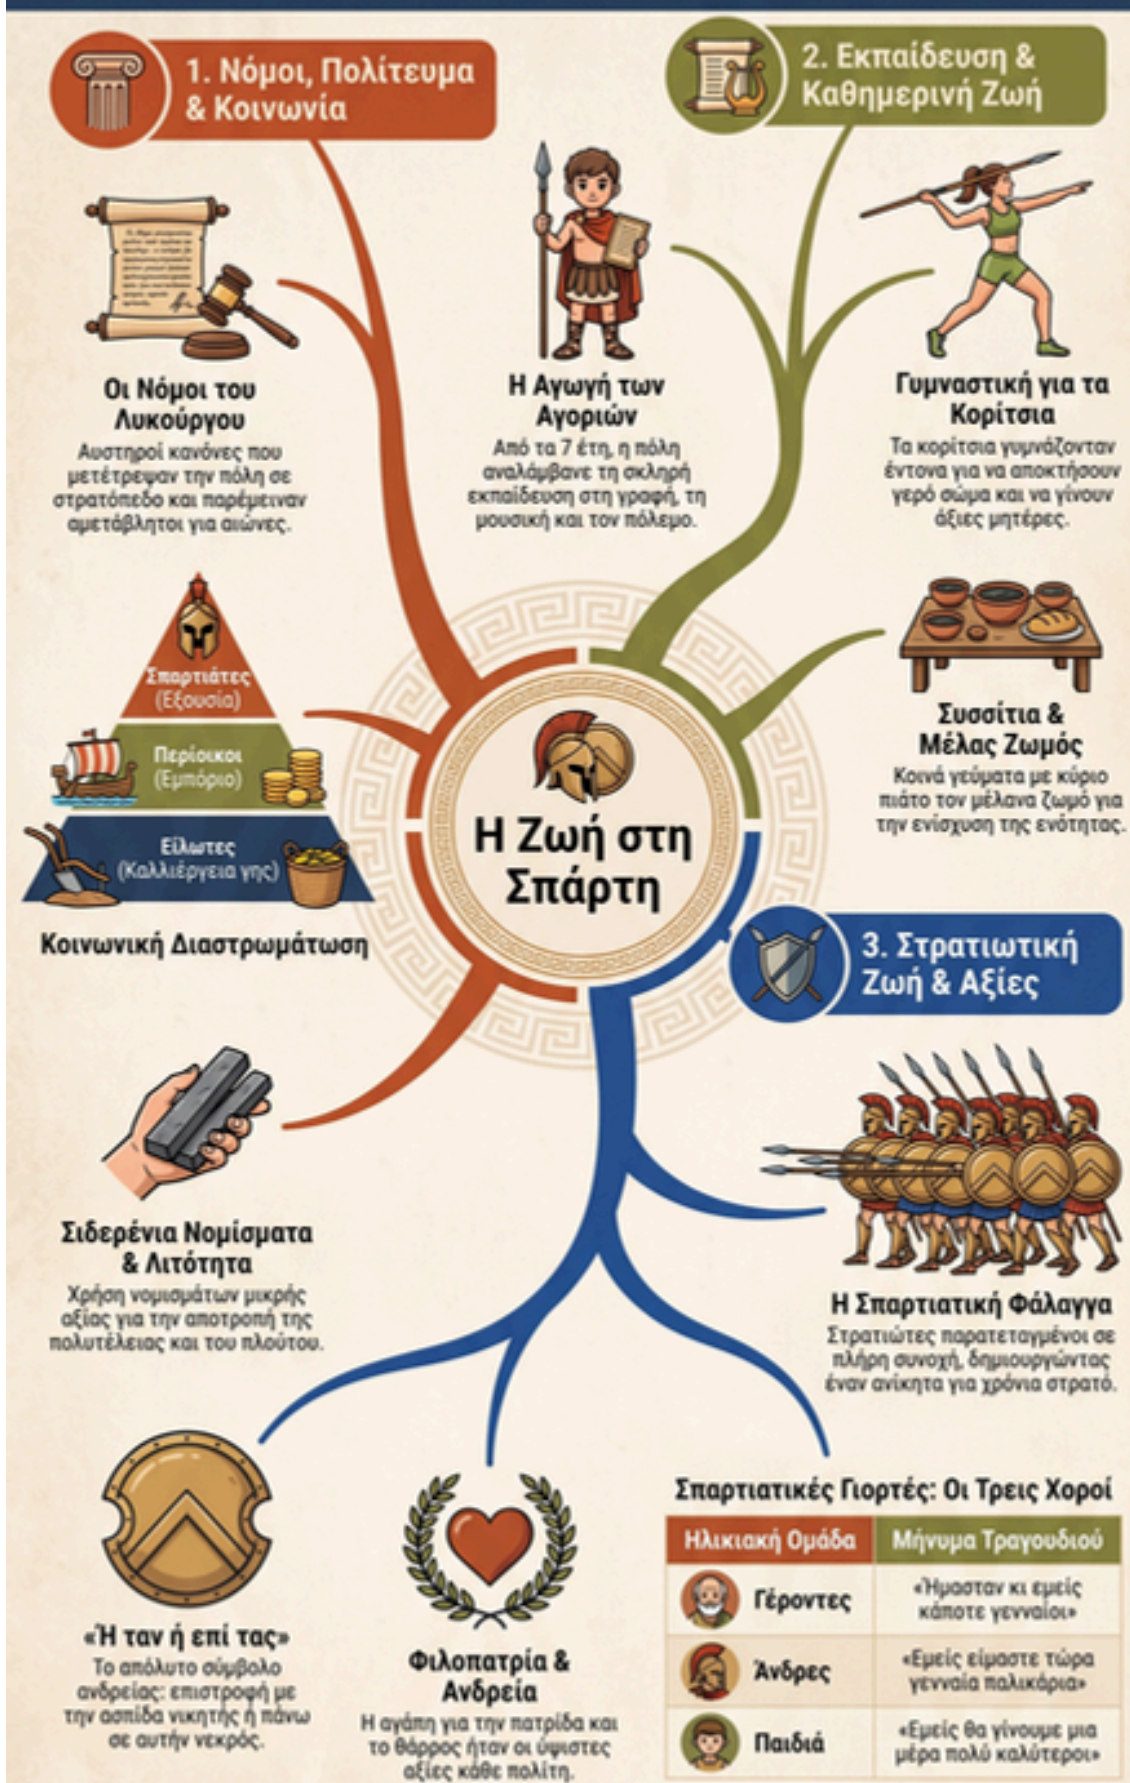 1. Νόμοι, Πολίτευμα
& Κοινωνία
Οι Νόμοι του
Λυκούργου
Αυστηροί κανόνες που
μετέτρεψαν την πόλη σε
στρατόπεδο και παρέμειναν
αμετάβλητοι για αιώνες.
Σπαρτιάτες
(Εξουσία)
Περίοικοι
(Εμπόριο)
Είλωτες
(Καλλιέργεια γης)
Κοινωνική Διαστρωμάτωση
Σιδερένια Νομίσματα
& Λιτότητα
Χρήση νομισμάτων μικρής
αξίας για την αποτροπή της
πολυτέλειας και του πλούτου.
2. Εκπαίδευση &
Καθημερινή Ζωή
Η Αγωγή των
Αγοριών
Από τα 7 έτη, η πόλη
αναλάμβανε τη σκληρή
εκπαίδευση στη γραφή, τη
μουσική και τον πόλεμο.
Γυμναστική για τα
Κορίτσια
Τα κορίτσια γυμνάζονταν
έντονα για να αποκτήσουν
γερό σώμα και να γίνουν
άξιες μητέρες.
Συσσίτια &
Μέλας Ζωμός
Κοινά γεύματα με κύριο
πιάτο τον μέλανα ζωμό για
την ενίσχυση της ενότητας.
Η Ζωή στη
Σπάρτη
3. Στρατιωτική
Ζωή & Αξίες
Η Σπαρτιατική Φάλαγγα
Στρατιώτες παρατεταγμένοι σε
πλήρη συνοχή, δημιουργώντας
έναν ανίκητα για χρόνια στρατό.
«Ή ταν ή επί τας»
Το απόλυτο σύμβολο
ανδρείας: επιστροφή με
την ασπίδα νικητής ή πάνω
σε αυτήν νεκρός.
Φιλοπατρία &
Ανδρεία
Η αγάπη για την πατρίδα και
το θάρρος ήταν οι ύψιστες
αξίες κάθε πολίτη.
Σπαρτιατικές Γιορτές: Οι Τρεις Χοροί
Ηλικιακή Ομάδα Μήνυμα Τραγουδιού
Γέροντες «Ήμασταν κι εμείς
κάποτε γενναίοι»
Άνδρες «Εμείς είμαστε τώρα
γενναία παλικάρια»
Παιδιά «Εμείς θα γίνουμε μια
μέρα πολύ καλύτεροι»